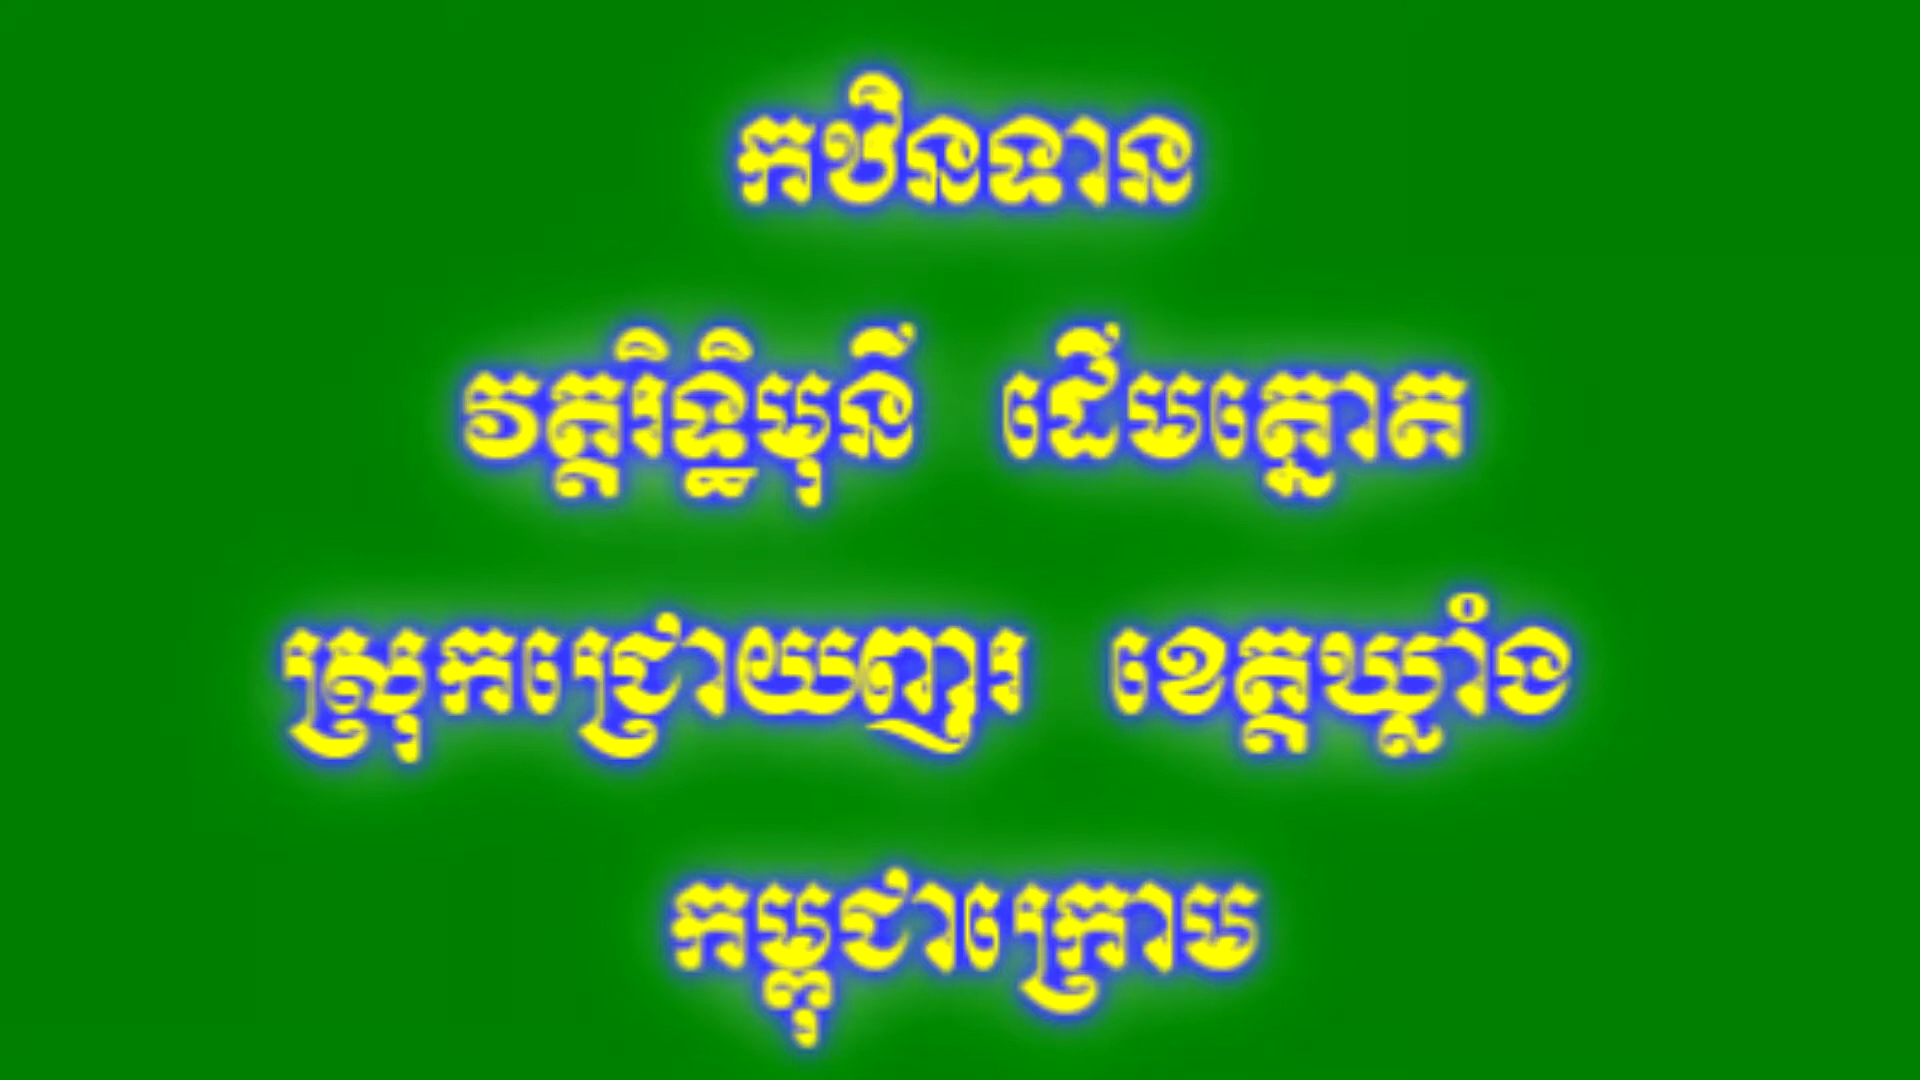 កឋិនទាន
វត្តរិទ្ធិមុនី ដើមត្នោត
ស្រុកជ្រោយញរ ខេត្តឃ្លាំង
កម្ពុជាក្រោម